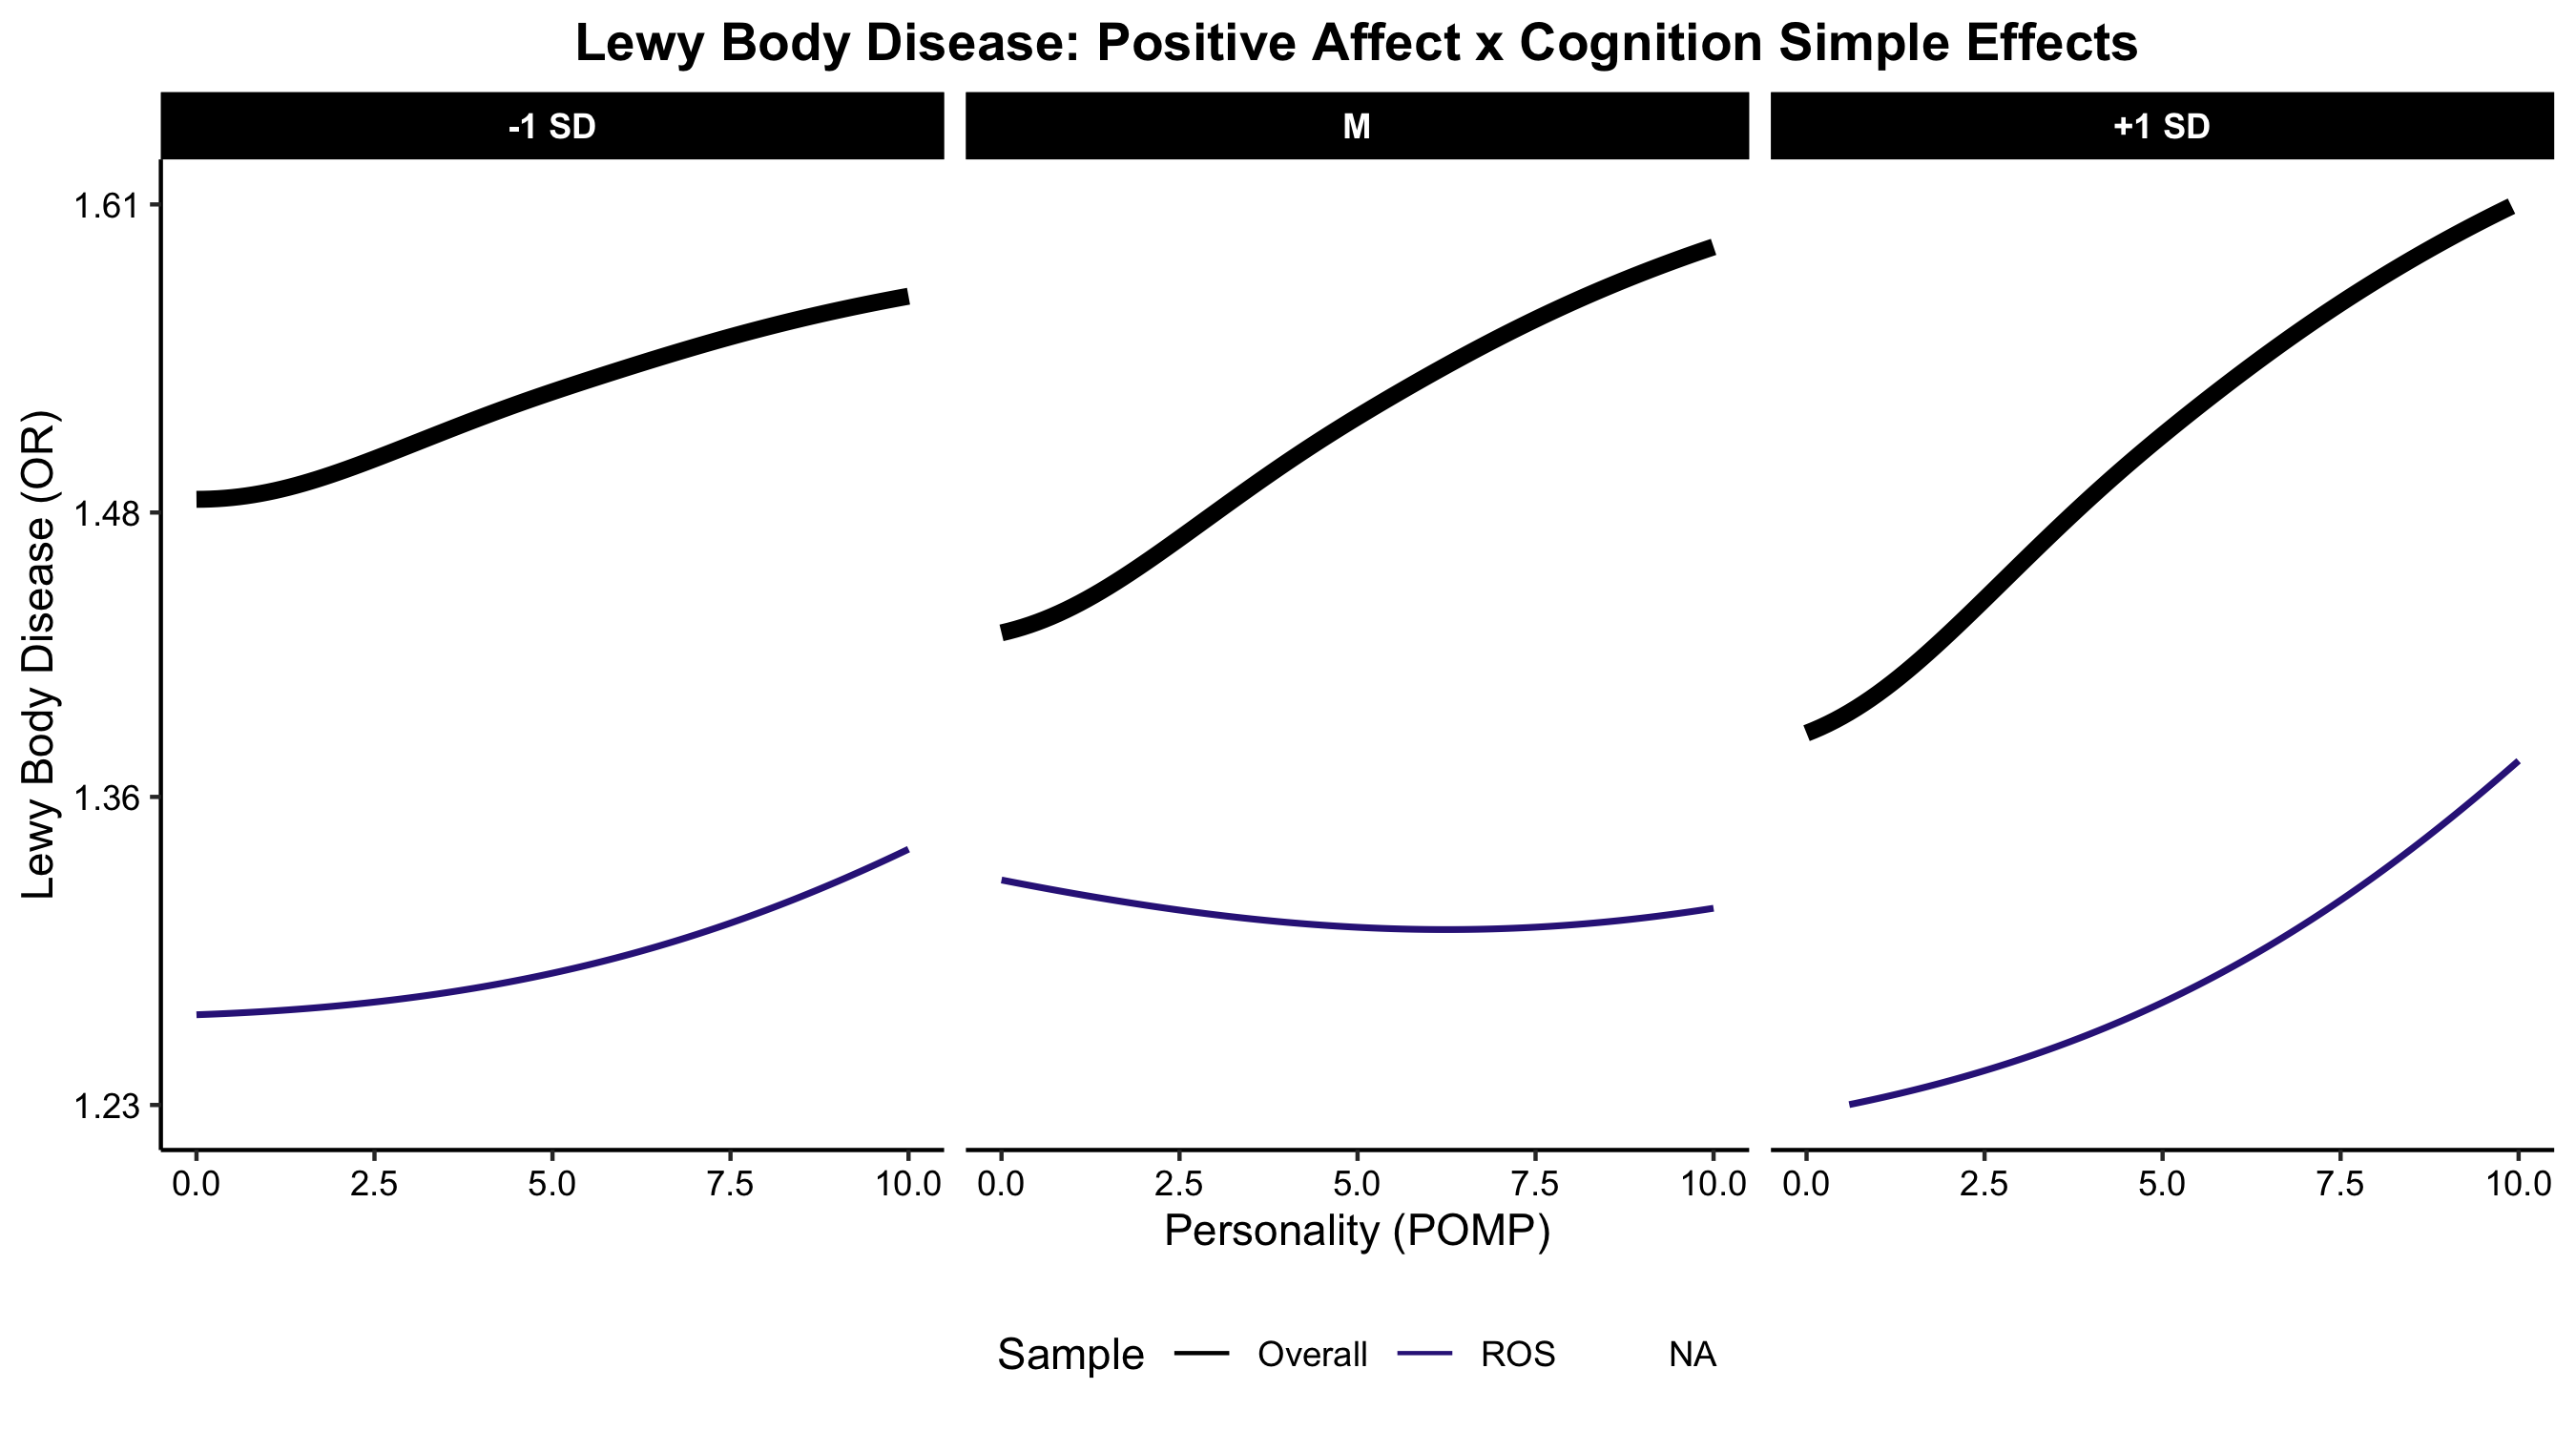 Lewy Body Disease: Positive Affect x Cognition Simple Effects
-1 SD
M
+1 SD
Lewy Body Disease (OR)
1.61
1.48
1.36
1.23
0.0 2.5 5.0 7.5 10.0
0.0 2.5 5.0 7.5 10.0
0.0 2.5 5.0 7.5 10.0
Personality (POMP)
Sample Overall ROS NA